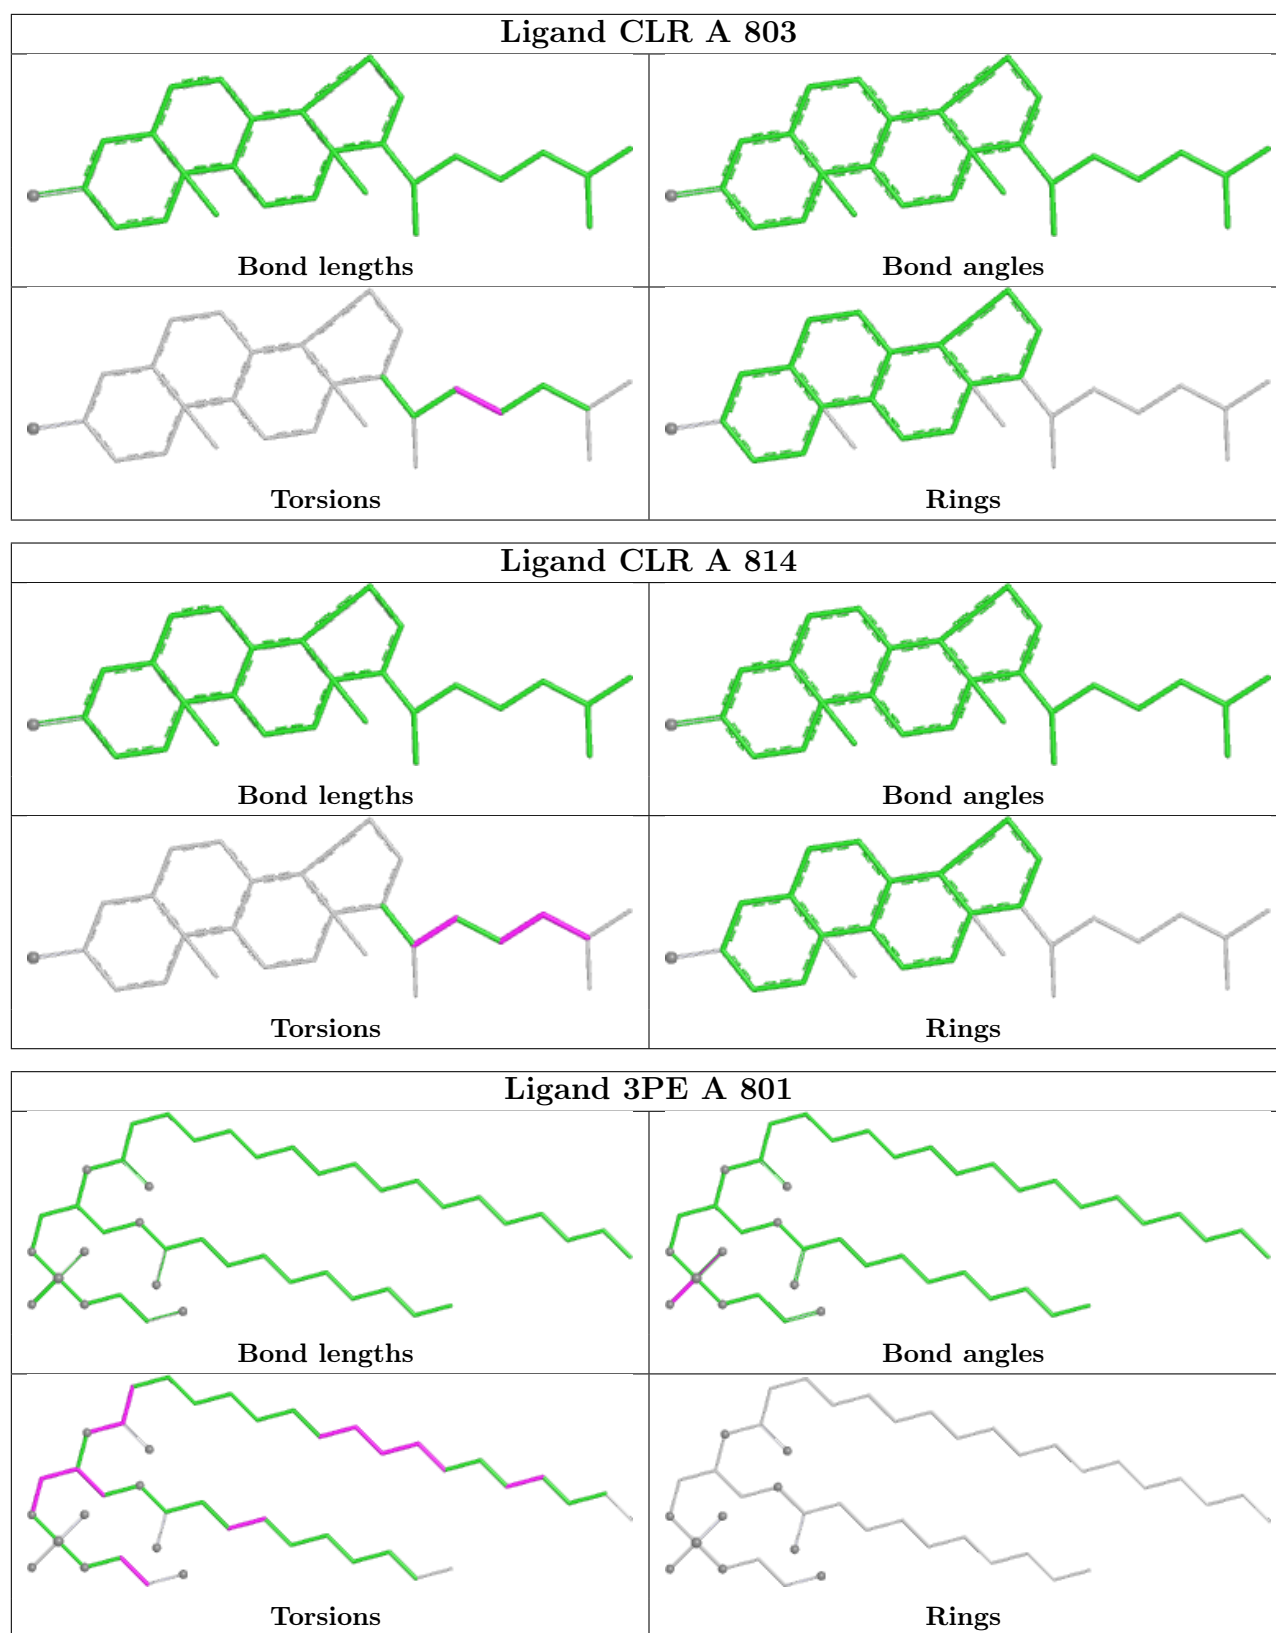 Ligand CLR A 803
Bond lengths
Bond angles
Torsions
Rings
Ligand CLR A 814
Bond lengths
Bond angles
Torsions
Rings
Ligand 3PE A 801
Bond lengths
Bond angles
Torsions
Rings